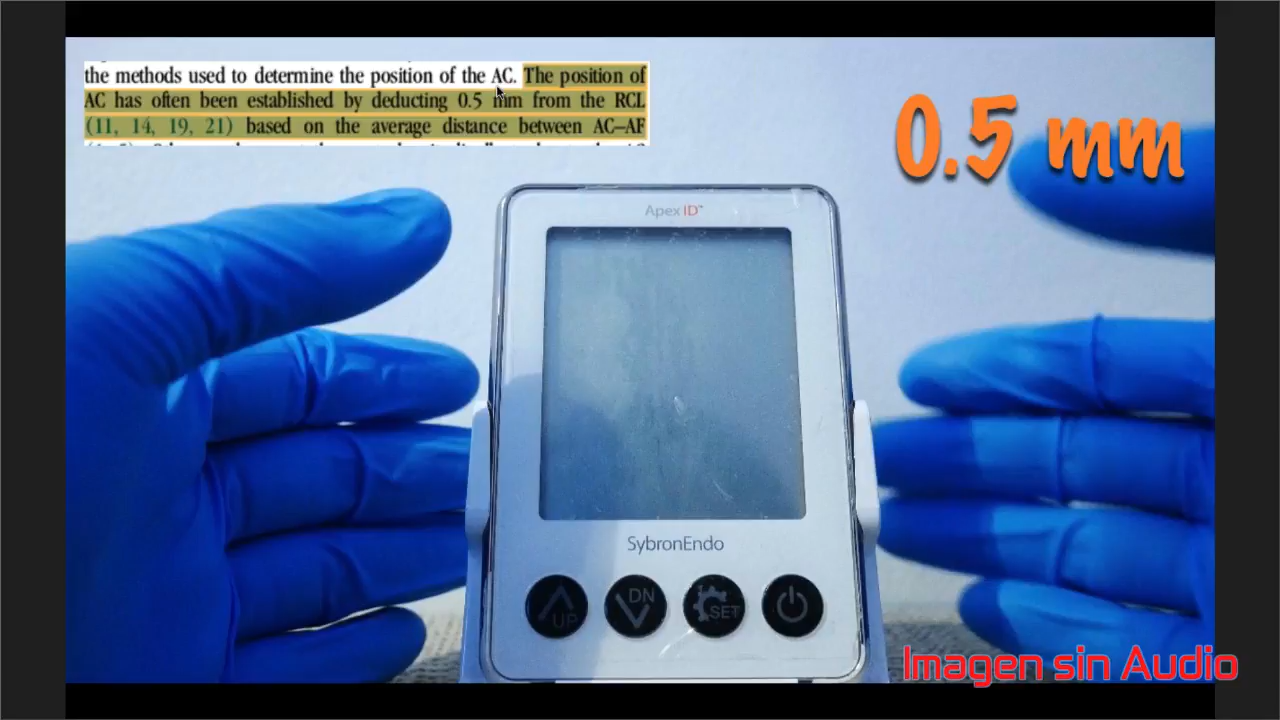 the methods used to determine the position of the AC. The position of
AC has often been established by deducting 0.5 mm from the RCL
(11, 14, 19, 21) based on the average distance between AC–AF
0.5 mm
Apex ID™
SybronEndo
UP
DN
SET
Imagen sin Audio